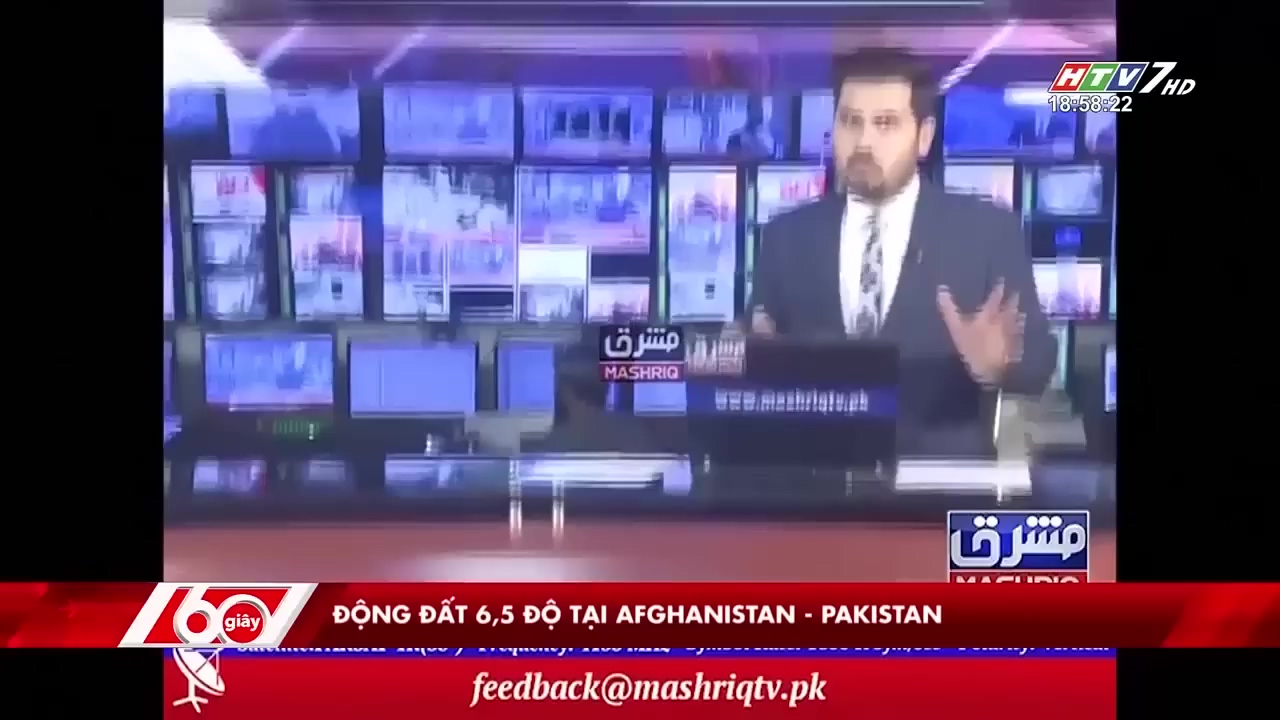 HTV7 HD
18:58:22
مشرق
MASHRIQ
www.mashriqtv.pk
مشرق
MASHRIQ
60 giây
ĐỘNG ĐẤT 6,5 ĐỘ TẠI AFGHANISTAN - PAKISTAN
feedback@mashriqtv.pk